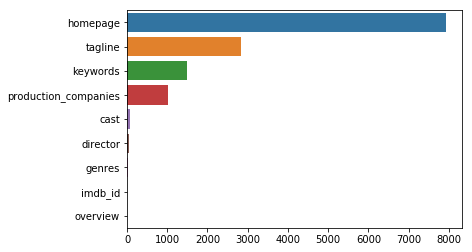 homepage
tagline
keywords
production_companies
cast
director
genres
imdb_id
overview
0 1000 2000 3000 4000 5000 6000 7000 8000